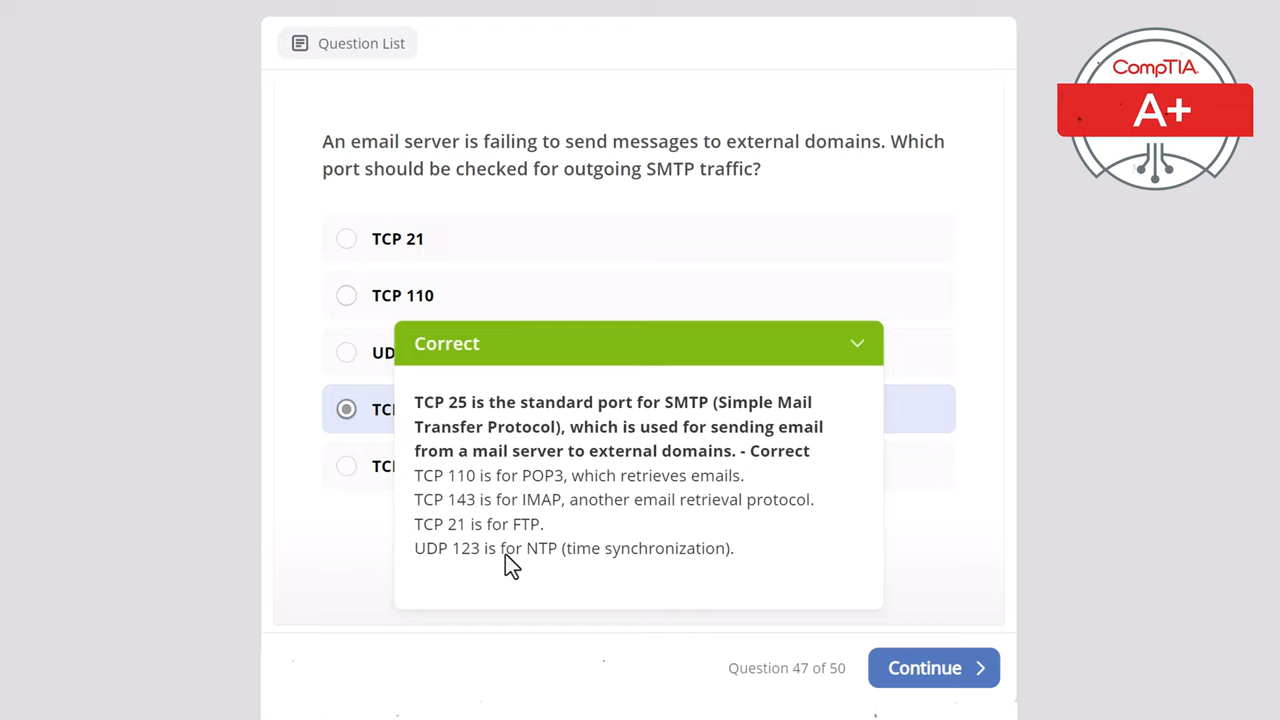 Question List
CompTIA
A+
An email server is failing to send messages to external domains. Which
port should be checked for outgoing SMTP traffic?
TCP 21
TCP 110
UD
Correct
TCP 25 is the standard port for SMTP (Simple Mail
Transfer Protocol), which is used for sending email
from a mail server to external domains. - Correct
TCP 110 is for POP3, which retrieves emails.
TCP 143 is for IMAP, another email retrieval protocol.
TCP 21 is for FTP.
UDP 123 is for NTP (time synchronization).
Question 47 of 50
Continue